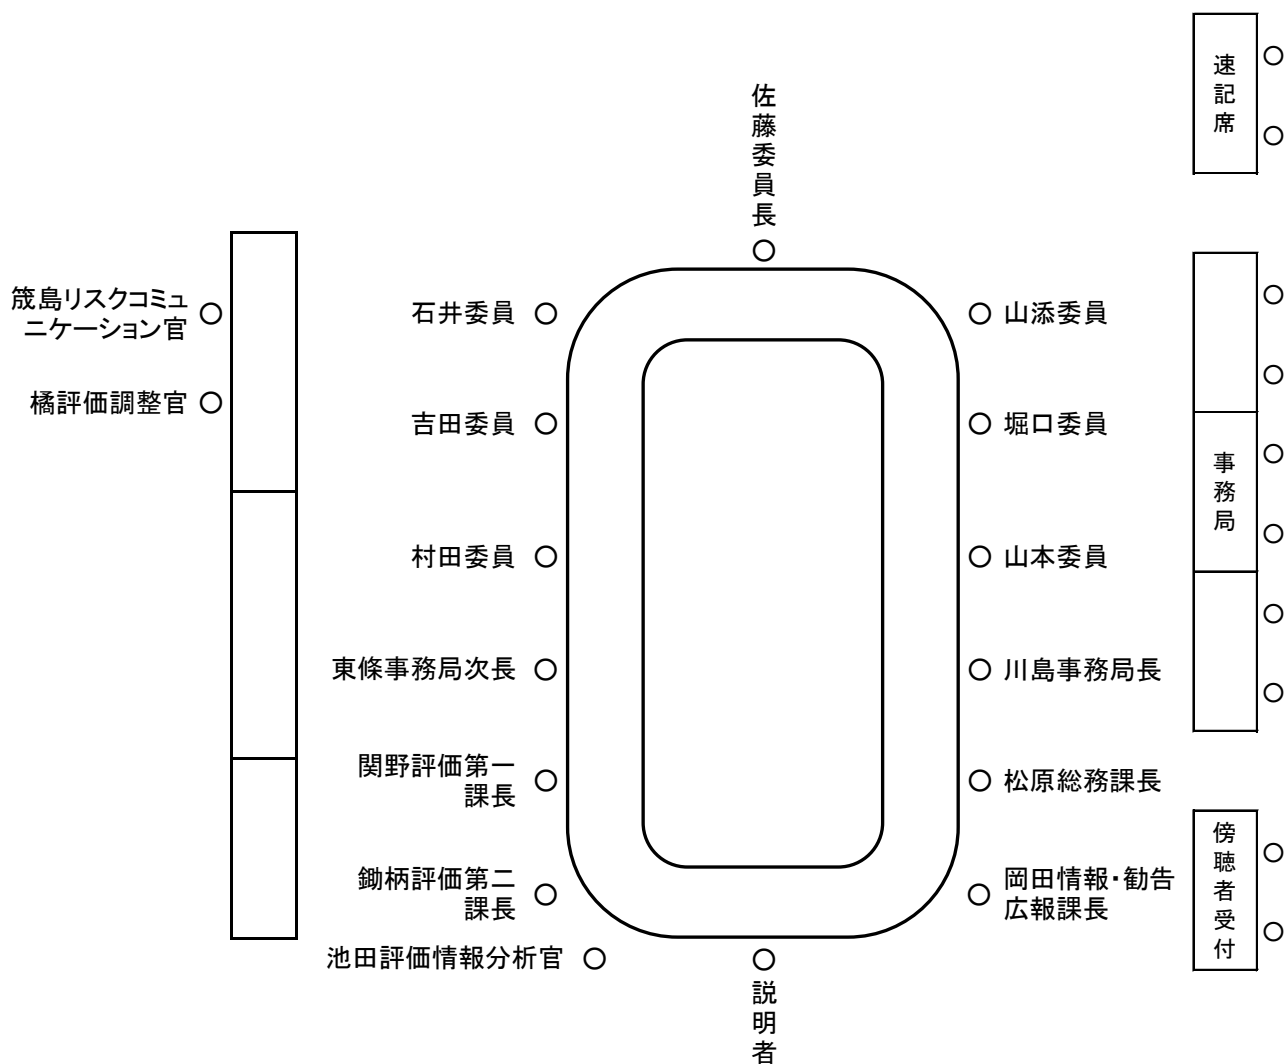 速記席
佐藤委員長
筬島リスクコミュ
ニケーション官
石井委員
山添委員
橘評価調整官
吉田委員
堀口委員
事務局
村田委員
山本委員
東條事務局次長
川島事務局長
関野評価第一
課長
松原総務課長
鋤柄評価第二
課長
岡田情報・勧告
広報課長
傍聴者受付
池田評価情報分析官
説明者